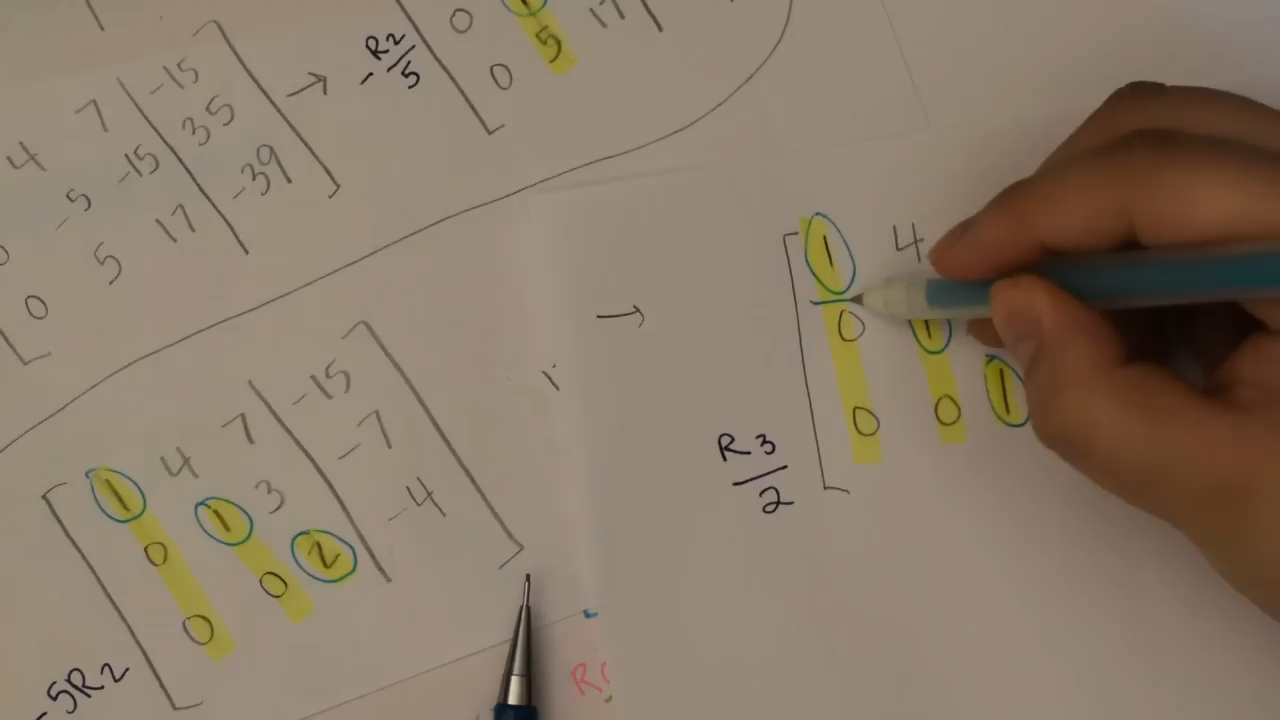 4 7 -15
0 -5 -15 35
0 5 17 -39
→ -R2/5
0 1
0 5 17
1 4 7 -15
0 1 3 -7
0 0 2 -4
-5R2
→
R3/2
1 4
0 1
0 0 1